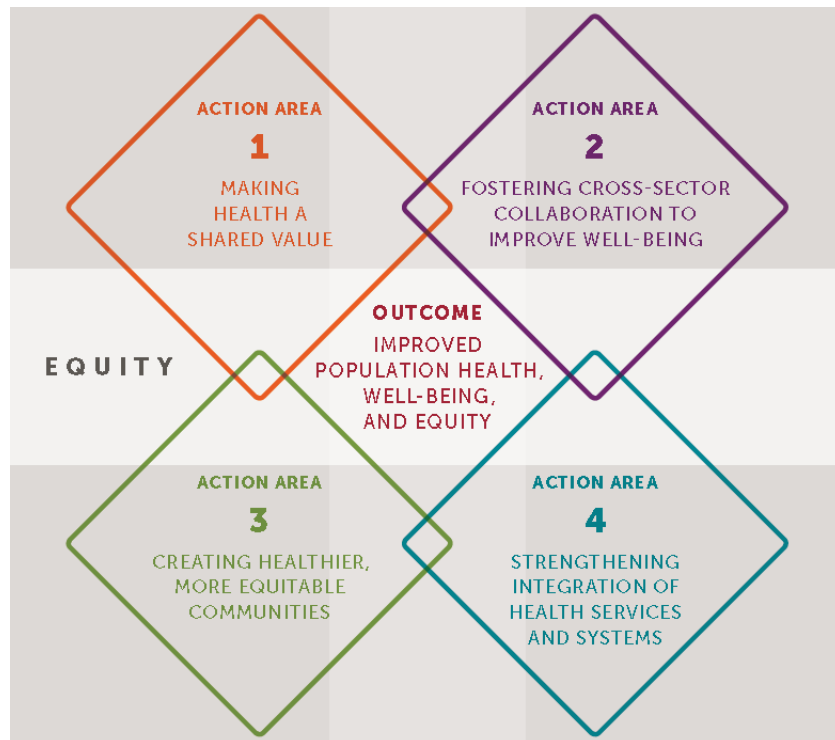 ACTION AREA
1
MAKING
HEALTH A
SHARED VALUE
ACTION AREA
2
FOSTERING CROSS-SECTOR
COLLABORATION TO
IMPROVE WELL-BEING
EQUITY
OUTCOME
IMPROVED
POPULATION HEALTH,
WELL-BEING,
AND EQUITY
ACTION AREA
3
CREATING HEALTHIER,
MORE EQUITABLE
COMMUNITIES
ACTION AREA
4
STRENGTHENING
INTEGRATION OF
HEALTH SERVICES
AND SYSTEMS